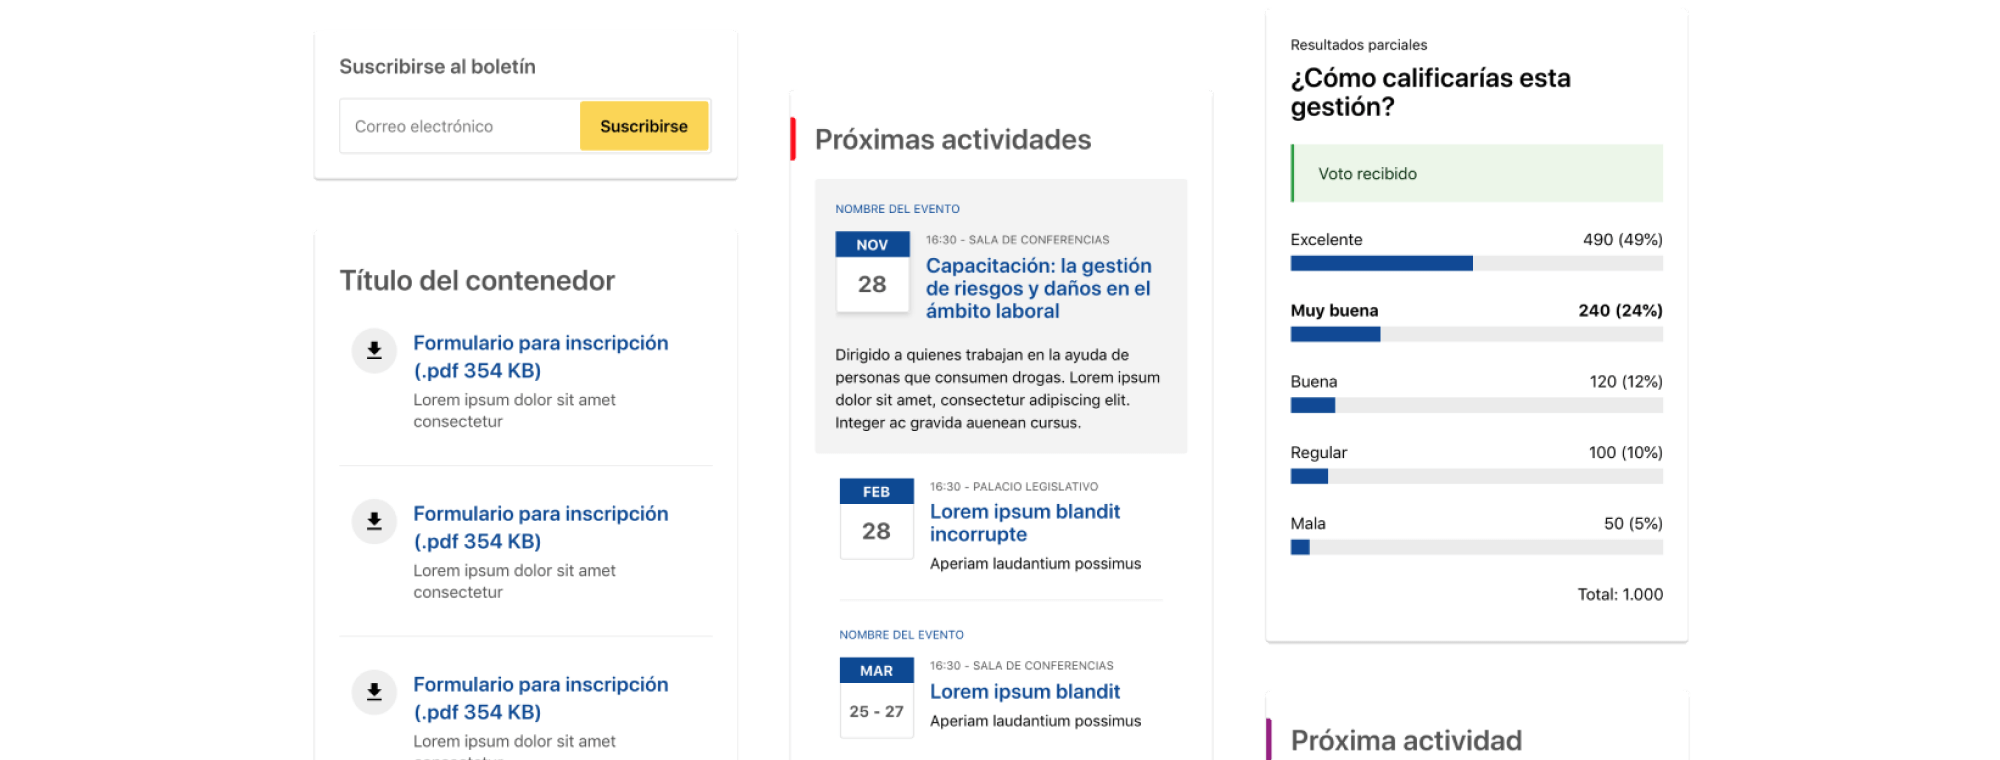 Suscribirse al boletín
Correo electrónico
Suscribirse
Título del contenedor
Formulario para inscripción
(.pdf 354 KB)
Lorem ipsum dolor sit amet
consectetur
Formulario para inscripción
(.pdf 354 KB)
Lorem ipsum dolor sit amet
consectetur
Formulario para inscripción
(.pdf 354 KB)
Lorem ipsum dolor sit amet
Próximas actividades
NOMBRE DEL EVENTO
NOV
28
16:30 - SALA DE CONFERENCIAS
Capacitación: la gestión
de riesgos y daños en el
ámbito laboral
Dirigido a quienes trabajan en la ayuda de
personas que consumen drogas. Lorem ipsum
dolor sit amet, consectetur adipiscing elit.
Integer ac gravida auenean cursus.
FEB
28
16:30 - PALACIO LEGISLATIVO
Lorem ipsum blandit
incorrupte
Aperiam laudantium possimus
NOMBRE DEL EVENTO
MAR
25 - 27
16:30 - SALA DE CONFERENCIAS
Lorem ipsum blandit
Aperiam laudantium possimus
Resultados parciales
¿Cómo calificarías esta
gestión?
Voto recibido
Excelente 490 (49%)
Muy buena 240 (24%)
Buena 120 (12%)
Regular 100 (10%)
Mala 50 (5%)
Total: 1.000
Próxima actividad